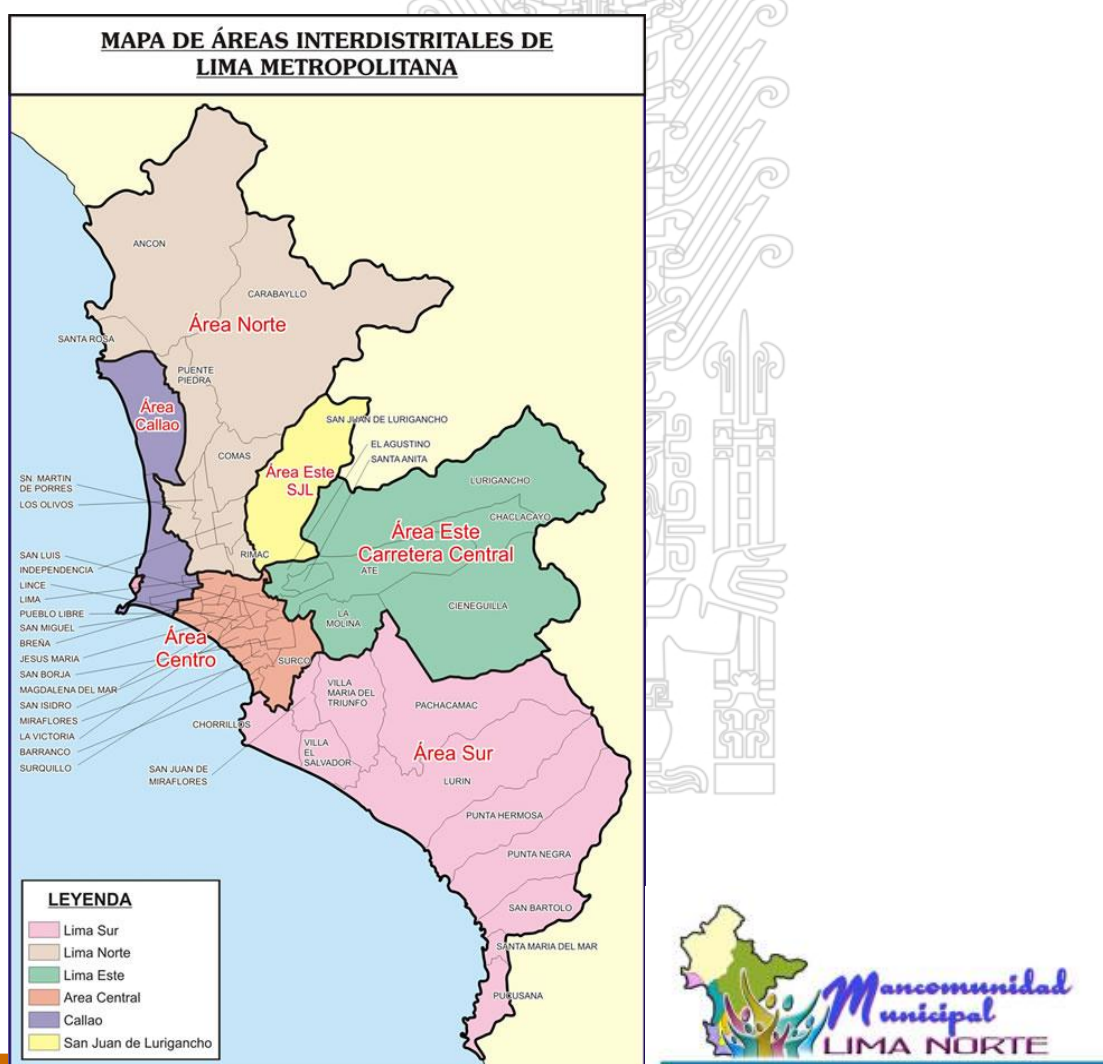 MAPA DE ÁREAS INTERDISTRITALES DE
LIMA METROPOLITANA
ANCON
CARABAYLLO
Área Norte
SANTA ROSA
PUENTE
PIEDRA
Área
Callao
SAN JUAN DE LURIGANCHO
EL AGUSTINO
SANTA ANITA
COMAS
Área Este
SJL
LURIGANCHO
SN. MARTIN
DE PORRES
LOS OLIVOS
CHACLACAYO
Área Este
Carretera Central
RIMAC
ATE
SAN LUIS
INDEPENDENCIA
LINCE
LIMA
PUEBLO LIBRE
SAN MIGUEL
BREÑA
JESUS MARIA
SAN BORJA
MAGDALENA DEL MAR
SAN ISIDRO
MIRAFLORES
LA VICTORIA
BARRANCO
SURQUILLO
CIENEGUILLA
LA
MOLINA
Área
Centro
SURCO
VILLA
MARIA DEL
TRIUNFO
PACHACAMAC
CHORRILLOS
VILLA
EL
SALVADOR
Área Sur
SAN JUAN DE
MIRAFLORES
LURIN
PUNTA HERMOSA
PUNTA NEGRA
SAN BARTOLO
SANTA MARIA DEL MAR
PUCUSANA
LEYENDA
Lima Sur
Lima Norte
Lima Este
Area Central
Callao
San Juan de Lurigancho
Mancomunidad
Municipal
LIMA NORTE